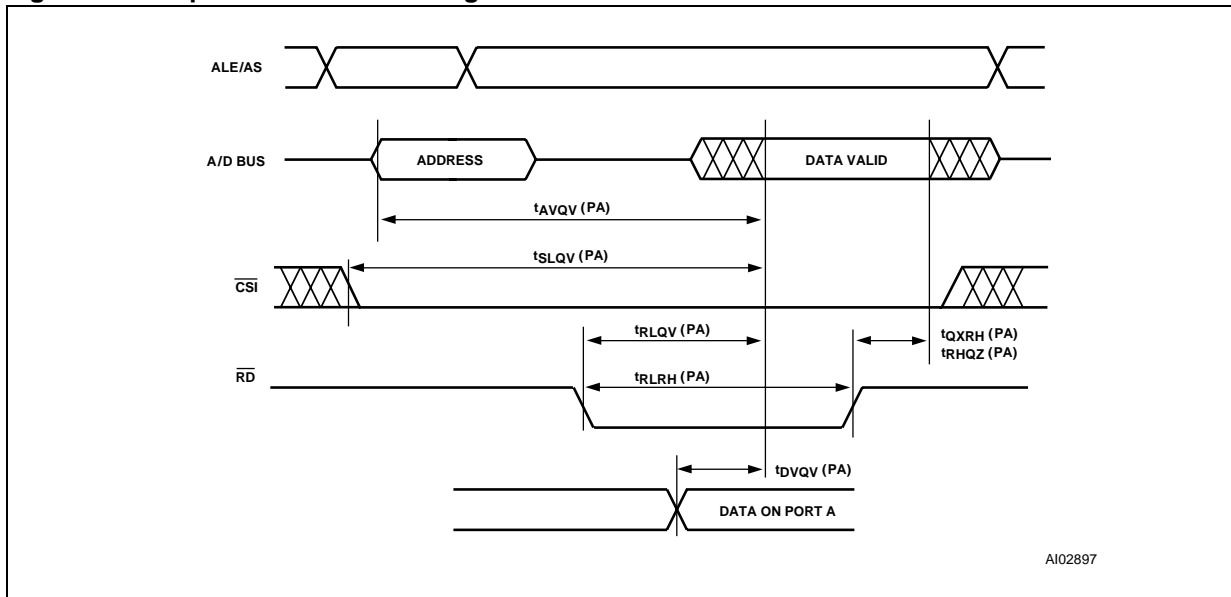 ALE/AS
A/D BUS
ADDRESS
DATA VALID
tAVQV (PA)
tSLQV (PA)
CSI
tRLQV (PA)
tQXRH (PA)
tRHQZ (PA)
RD
tRLRH (PA)
tDVQV (PA)
DATA ON PORT A
AI02897